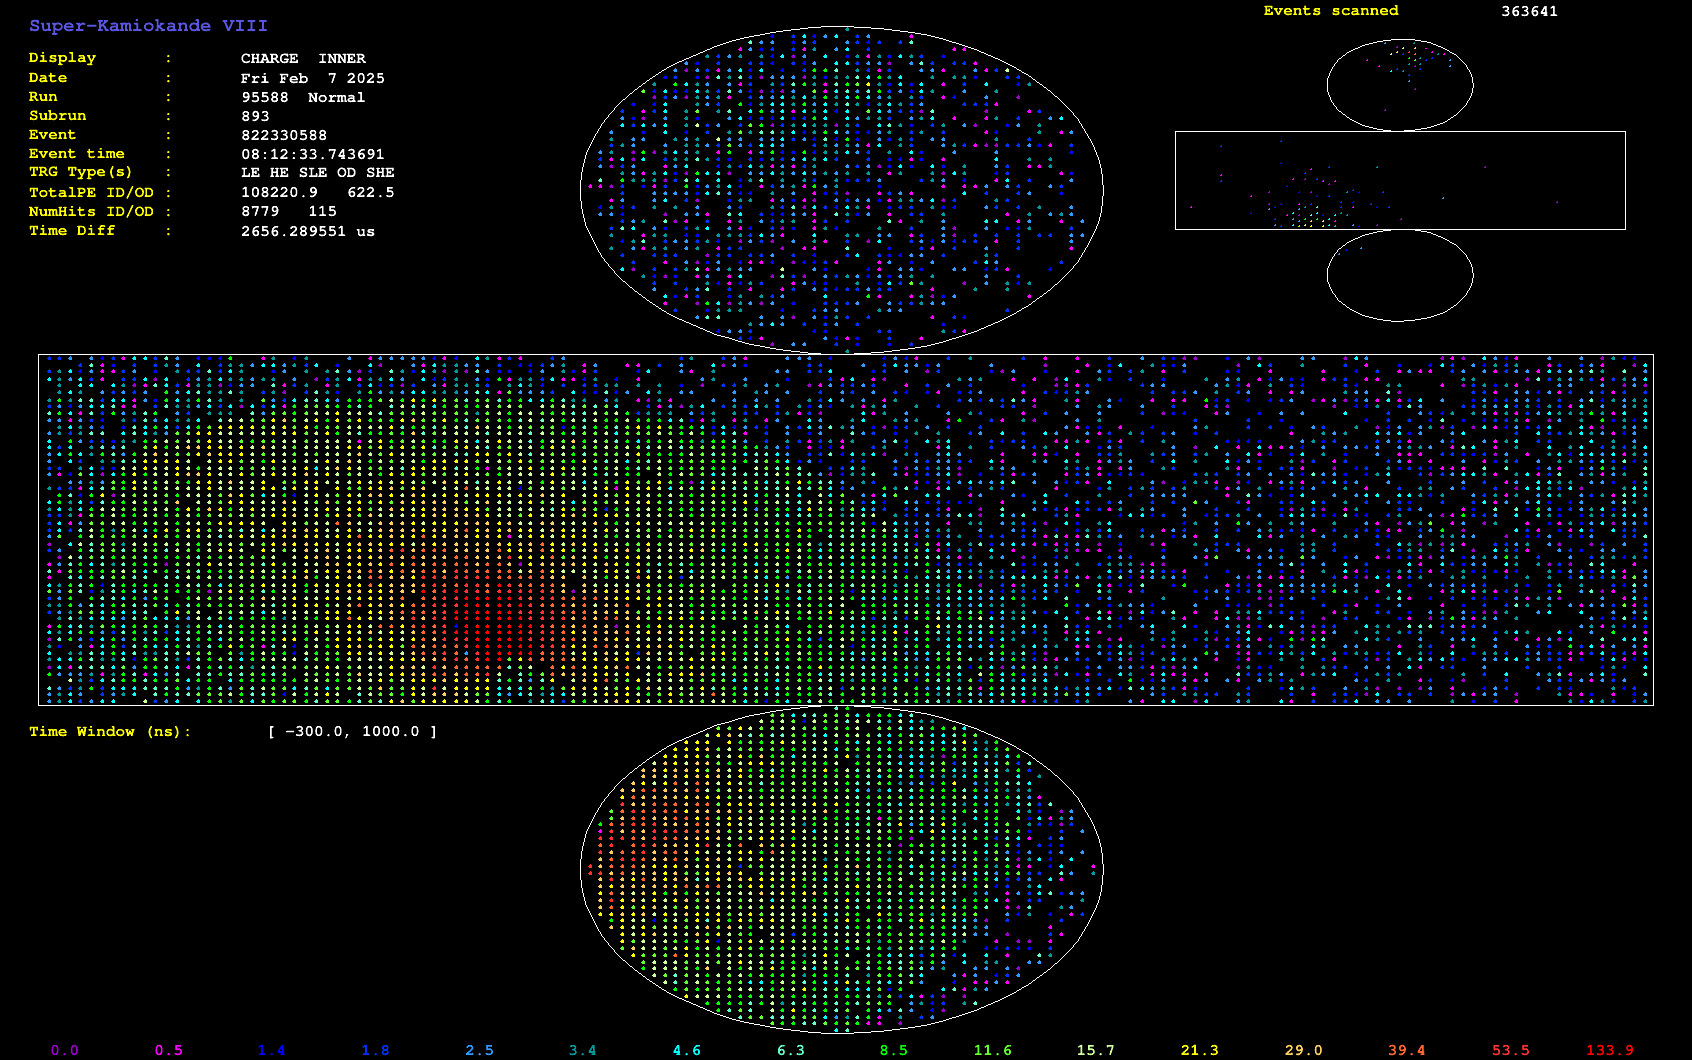 Super-Kamiokande VIII
Display : CHARGE INNER
Date : Fri Feb 7 2025
Run : 95588 Normal
Subrun : 893
Event : 822330588
Event time : 08:12:33.743691
TRG Type(s) : LE HE SLE OD SHE
TotalPE ID/OD : 108220.9 622.5
NumHits ID/OD : 8779 115
Time Diff : 2656.289551 us
Events scanned 363641
Time Window (ns): [ -300.0, 1000.0 ]
0.0 0.5 1.4 1.8 2.5 3.4 4.6 6.3 8.5 11.6 15.7 21.3 29.0 39.4 53.5 133.9